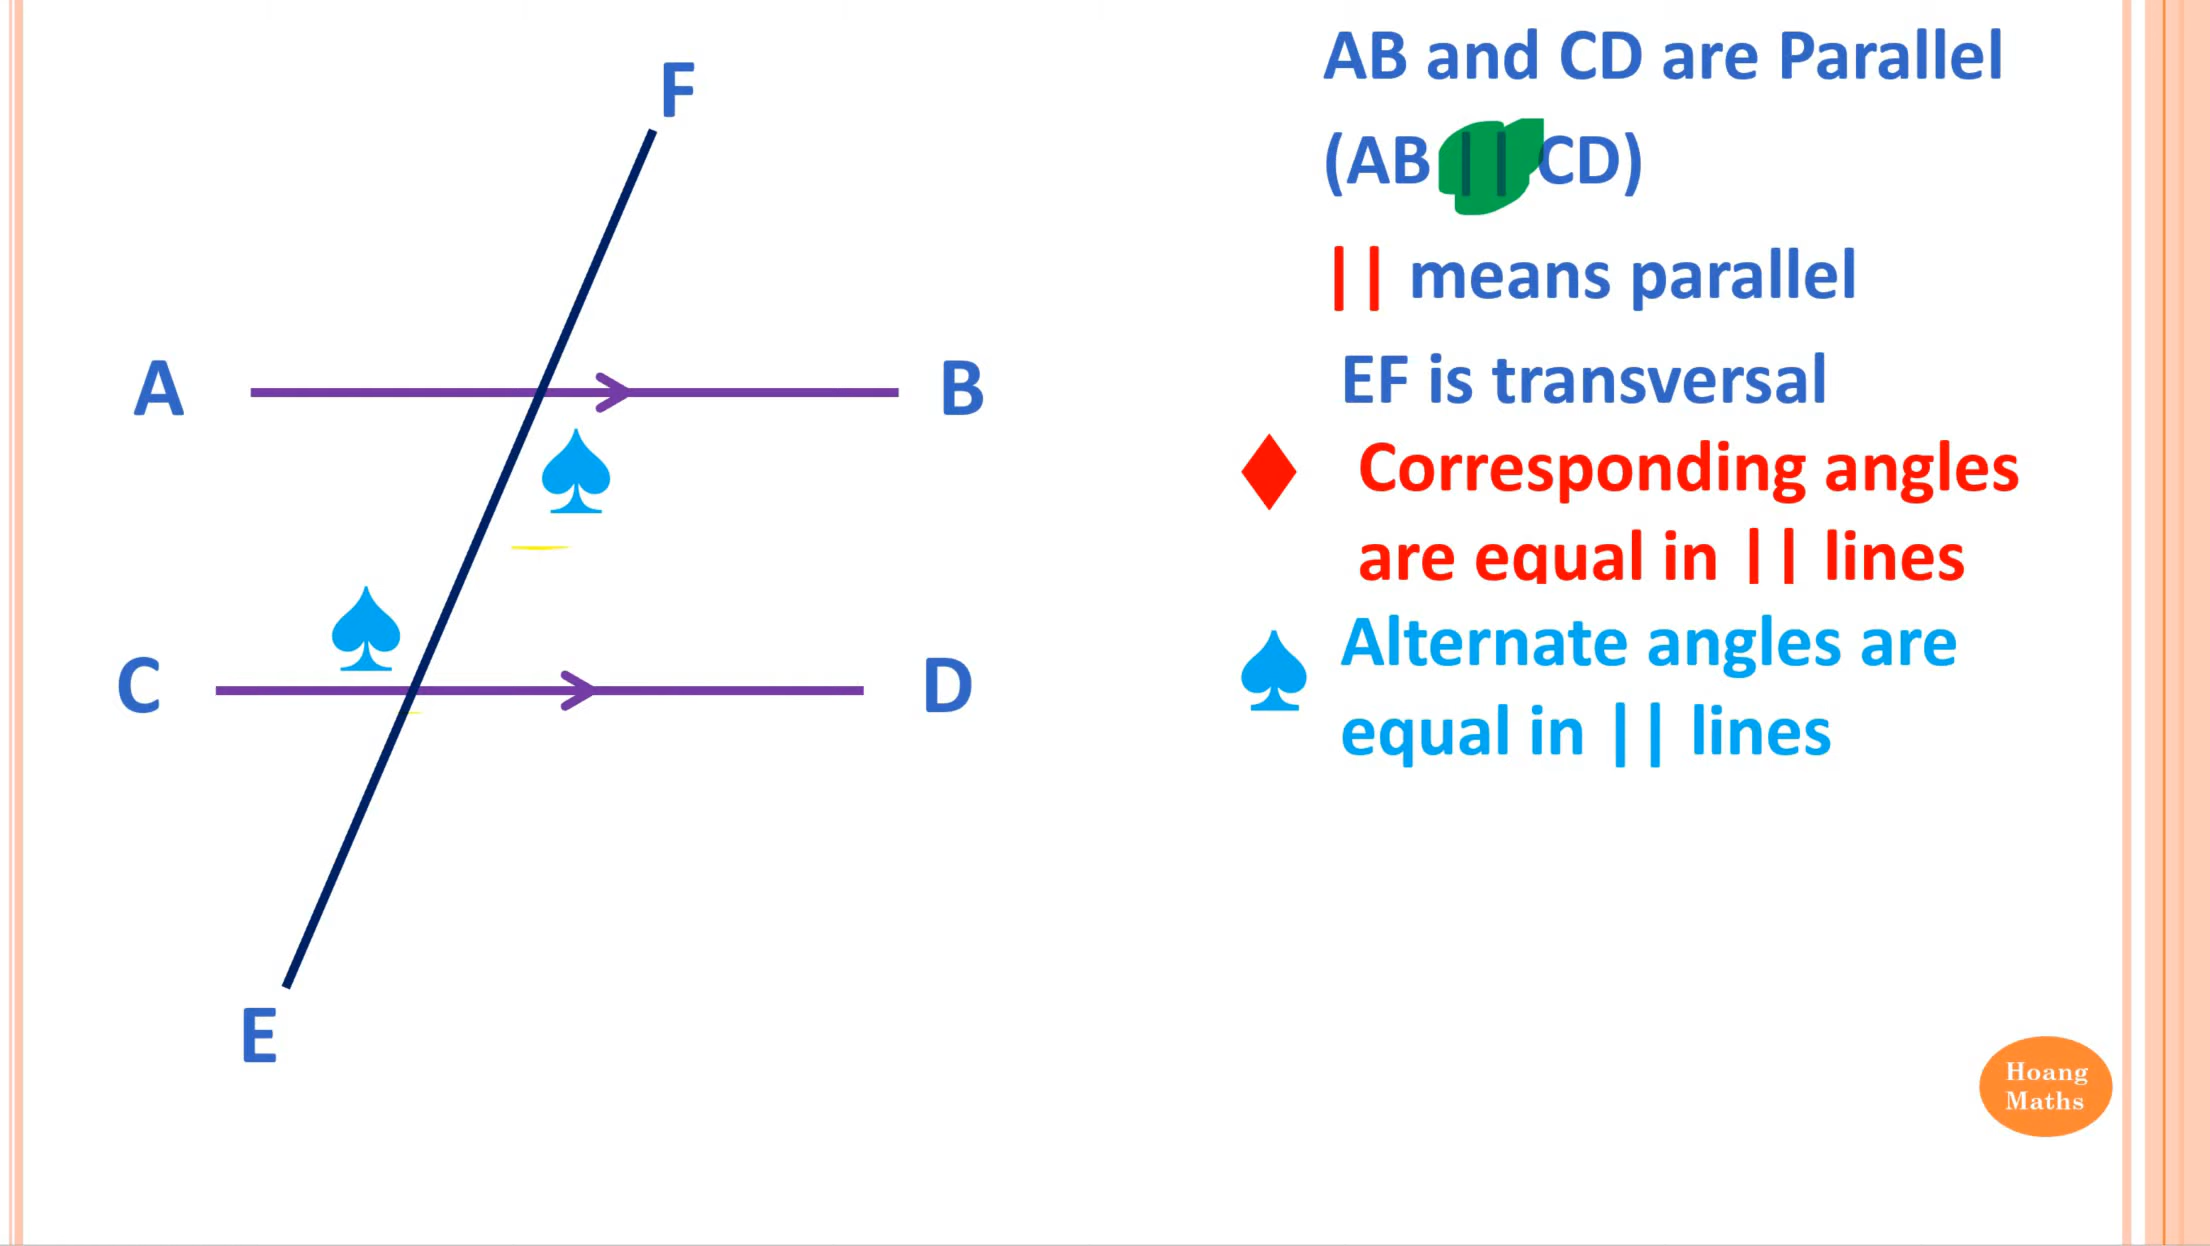 F
AB and CD are Parallel
(AB || CD)
|| means parallel
A
B
EF is transversal
Corresponding angles
are equal in || lines
Alternate angles are
equal in || lines
C
D
E
Hoang
Maths